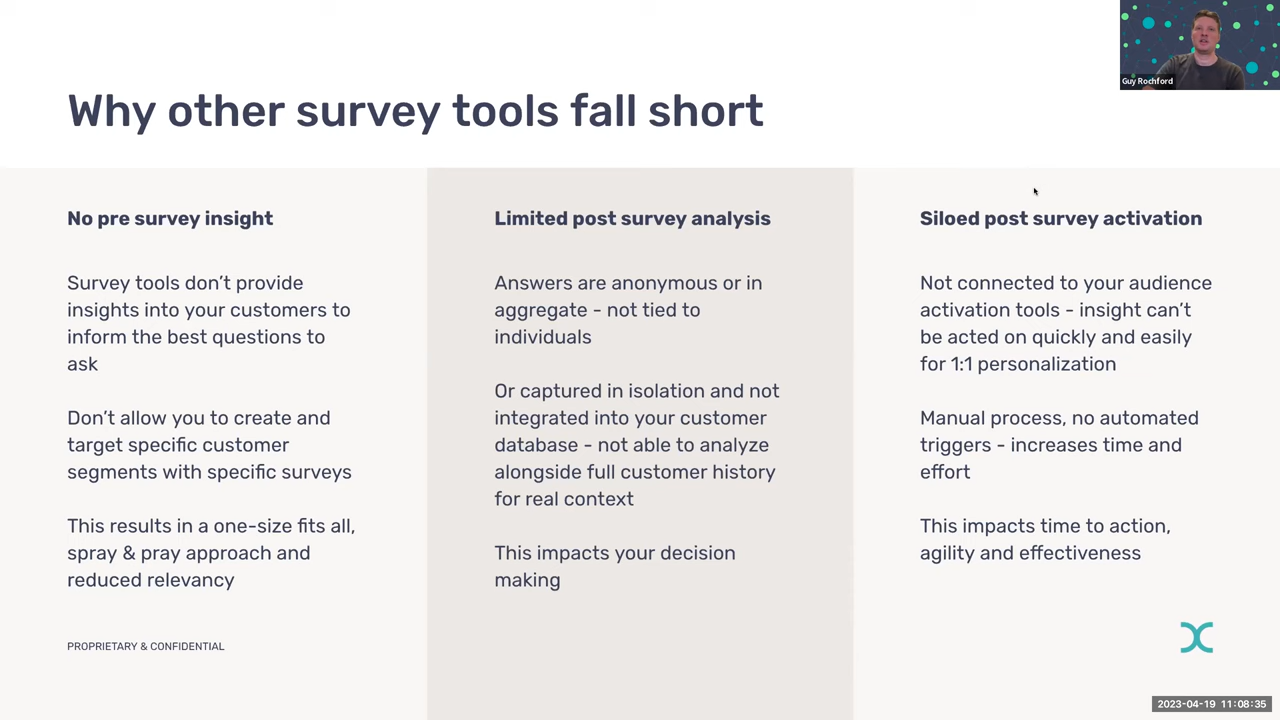 Guy Rochford
Why other survey tools fall short
No pre survey insight
Survey tools don’t provide
insights into your customers to
inform the best questions to
ask
Don’t allow you to create and
target specific customer
segments with specific surveys
This results in a one-size fits all,
spray & pray approach and
reduced relevancy
Limited post survey analysis
Answers are anonymous or in
aggregate - not tied to
individuals
Or captured in isolation and not
integrated into your customer
database - not able to analyze
alongside full customer history
for real context
This impacts your decision
making
Siloed post survey activation
Not connected to your audience
activation tools - insight can’t
be acted on quickly and easily
for 1:1 personalization
Manual process, no automated
triggers - increases time and
effort
This impacts time to action,
agility and effectiveness
PROPRIETARY & CONFIDENTIAL
2023-04-19 11:08:35